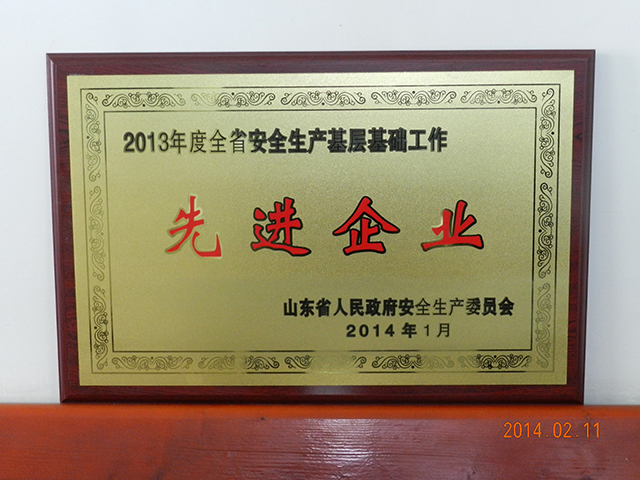 2013年度全省安全生产基层基础工作
先进企业
山东省人民政府安全生产委员会
2014年1月
2014.02.11